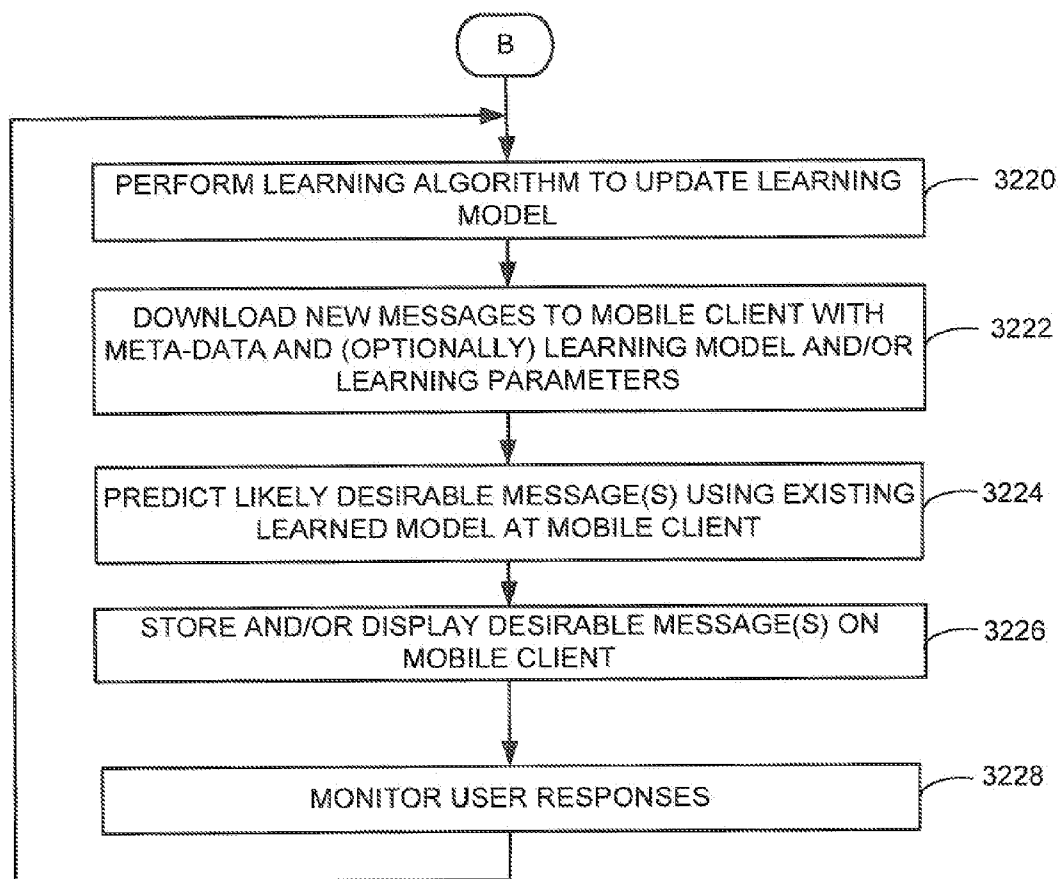 B
PERFORM LEARNING ALGORITHM TO UPDATE LEARNING
MODEL
3220
DOWNLOAD NEW MESSAGES TO MOBILE CLIENT WITH
META-DATA AND (OPTIONALLY) LEARNING MODEL AND/OR
LEARNING PARAMETERS
3222
PREDICT LIKELY DESIRABLE MESSAGE(S) USING EXISTING
LEARNED MODEL AT MOBILE CLIENT
3224
STORE AND/OR DISPLAY DESIRABLE MESSAGE(S) ON
MOBILE CLIENT
3226
MONITOR USER RESPONSES
3228